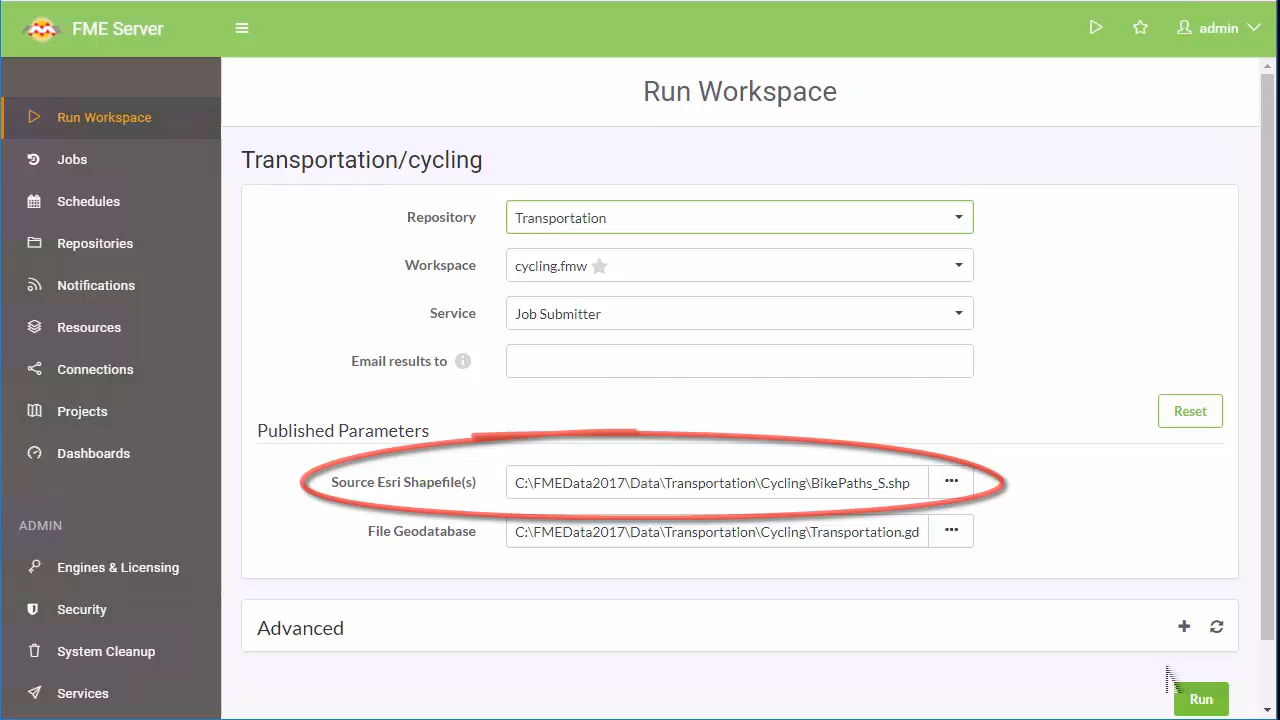 FME Server
admin
Run Workspace
Jobs
Schedules
Repositories
Notifications
Resources
Connections
Projects
Dashboards
ADMIN
Engines & Licensing
Security
System Cleanup
Services
Run Workspace
Transportation/cycling
Repository Transportation
Workspace cycling.fmw
Service Job Submitter
Email results to
Reset
Published Parameters
Source Esri Shapefile(s) C:\FMEData2017\Data\Transportation\Cycling\BikePaths_S.shp ...
File Geodatabase C:\FMEData2017\Data\Transportation\Cycling\Transportation.gd ...
Advanced
Run